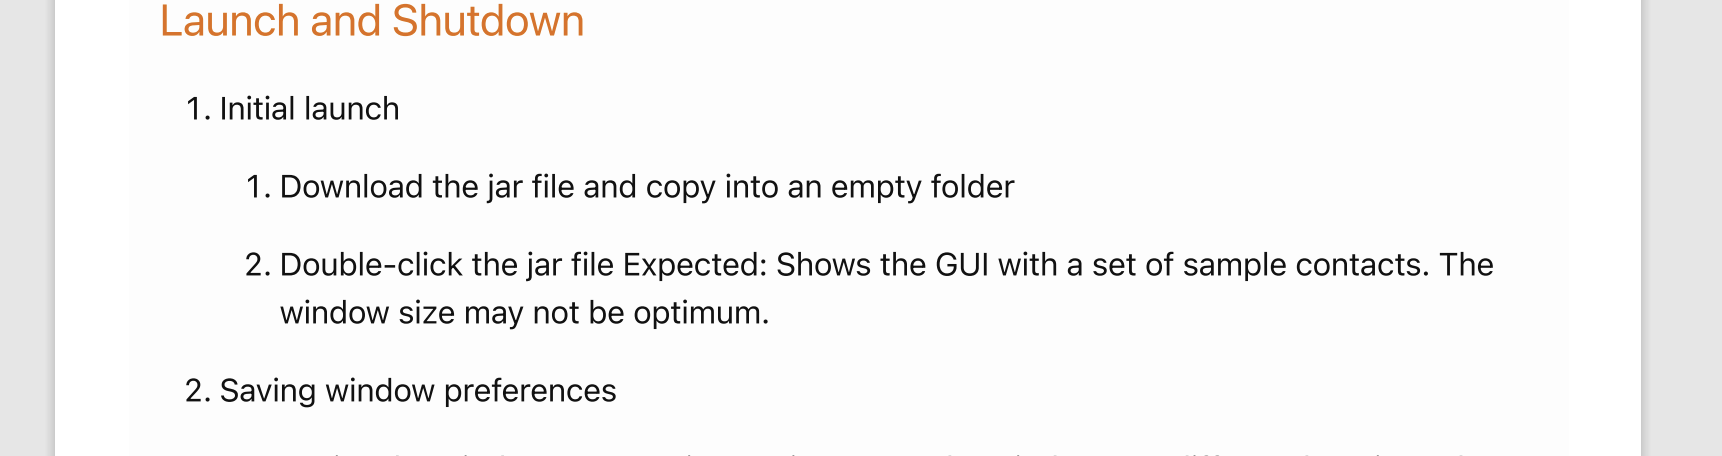 Launch and Shutdown
1. Initial launch
1. Download the jar file and copy into an empty folder
2. Double-click the jar file Expected: Shows the GUI with a set of sample contacts. The
window size may not be optimum.
2. Saving window preferences